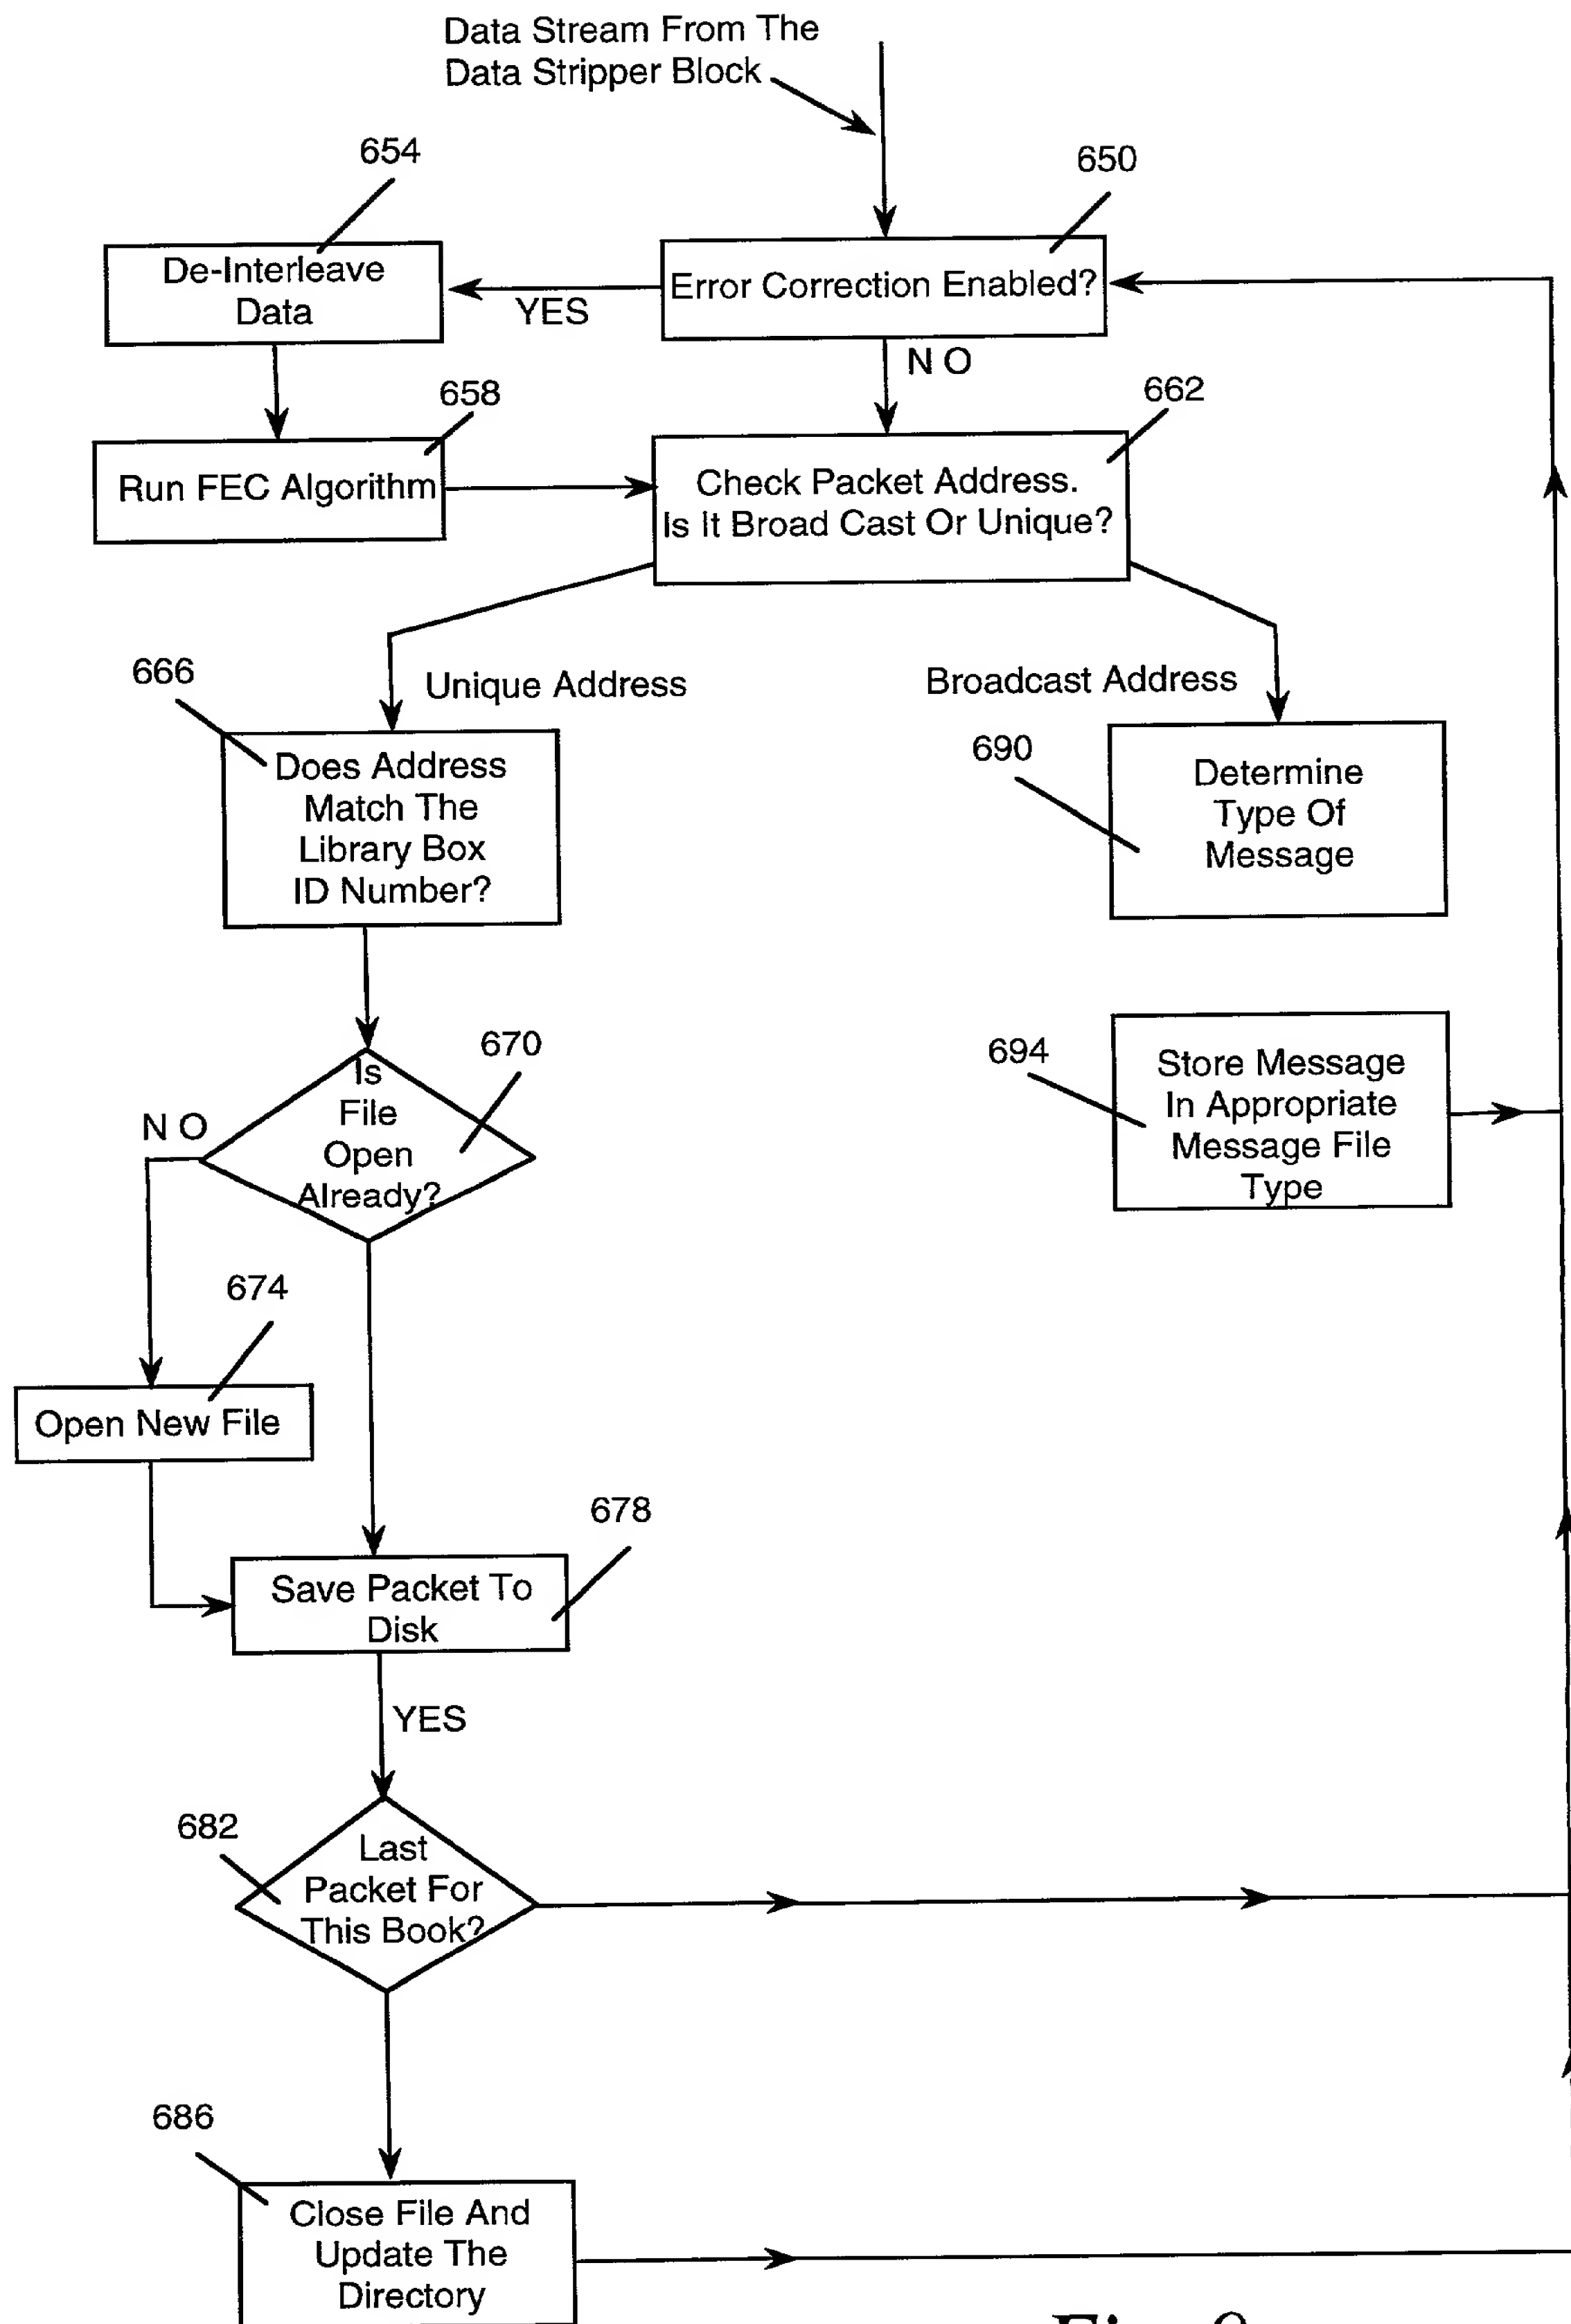 Data Stream From The
Data Stripper Block
654
650
De-Interleave
Data
Error Correction Enabled?
YES
N O
658
662
Run FEC Algorithm
Check Packet Address.
Is It Broad Cast Or Unique?
666
Unique Address
Broadcast Address
690
Does Address
Match The
Library Box
ID Number?
Determine
Type Of
Message
670
694
Is
File
Open
Already?
N O
Store Message
In Appropriate
Message File
Type
674
Open New File
678
Save Packet To
Disk
YES
682
Last
Packet For
This Book?
686
Close File And
Update The
Directory